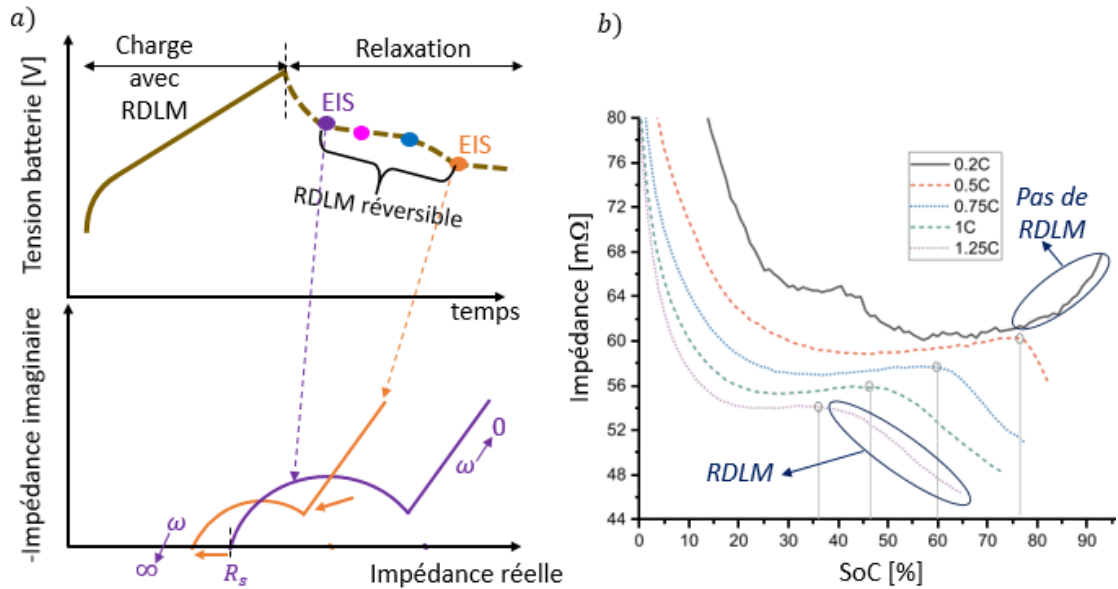 a)
Charge
avec
RDLM
Relaxation
Tension batterie [V]
EIS
EIS
RDLM réversible
temps
-Impédance imaginaire
0
ω
ω
∞
R_s
Impédance réelle
b)
Impédance [mΩ]
80
76
72
68
64
60
56
52
48
44
0.2C
0.5C
0.75C
1C
1.25C
Pas de
RDLM
RDLM
0 10 20 30 40 50 60 70 80 90
SoC [%]